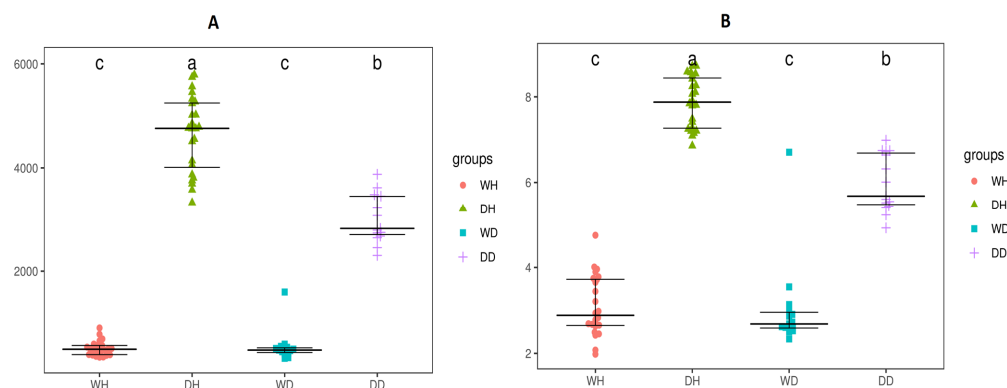 A
B
c a c b
c a c b
6000
4000
2000
8
6
4
2
groups
WH
DH
WD
DD
groups
WH
DH
WD
DD
WH DH WD DD
WH DH WD DD